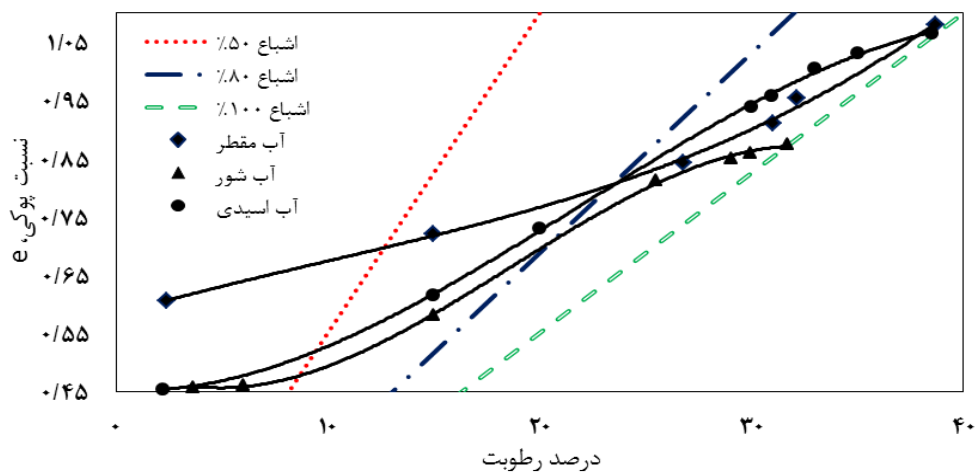 ۱/۰۵
۰/۹۵
۰/۸۵
۰/۷۵
۰/۶۵
۰/۵۵
۰/۴۵
نسبت پوکی، e
اشباع ۵۰٪
اشباع ۸۰٪
اشباع ۱۰۰٪
آب مقطر
آب شور
آب اسیدی
۰ ۱۰ ۲۰ ۳۰ ۴۰
درصد رطوبت